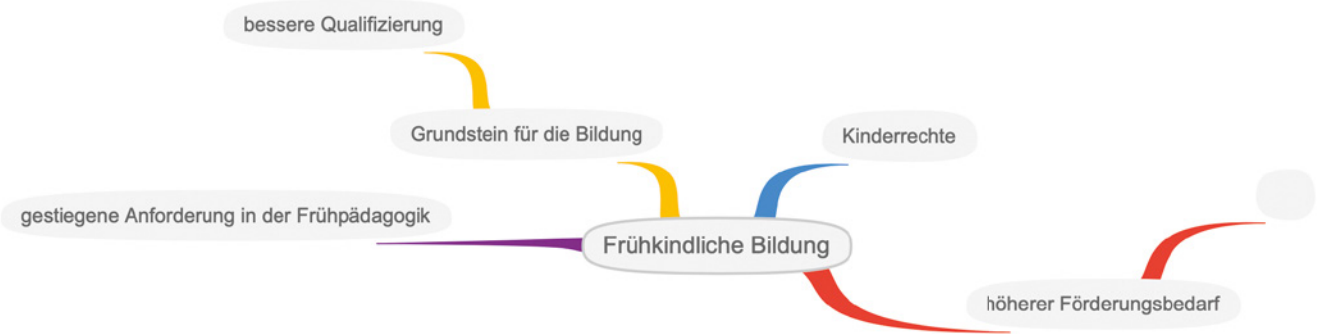 bessere Qualifizierung
Grundstein für die Bildung
Kinderrechte
gestiegene Anforderung in der Frühpädagogik
Frühkindliche Bildung
höherer Förderungsbedarf